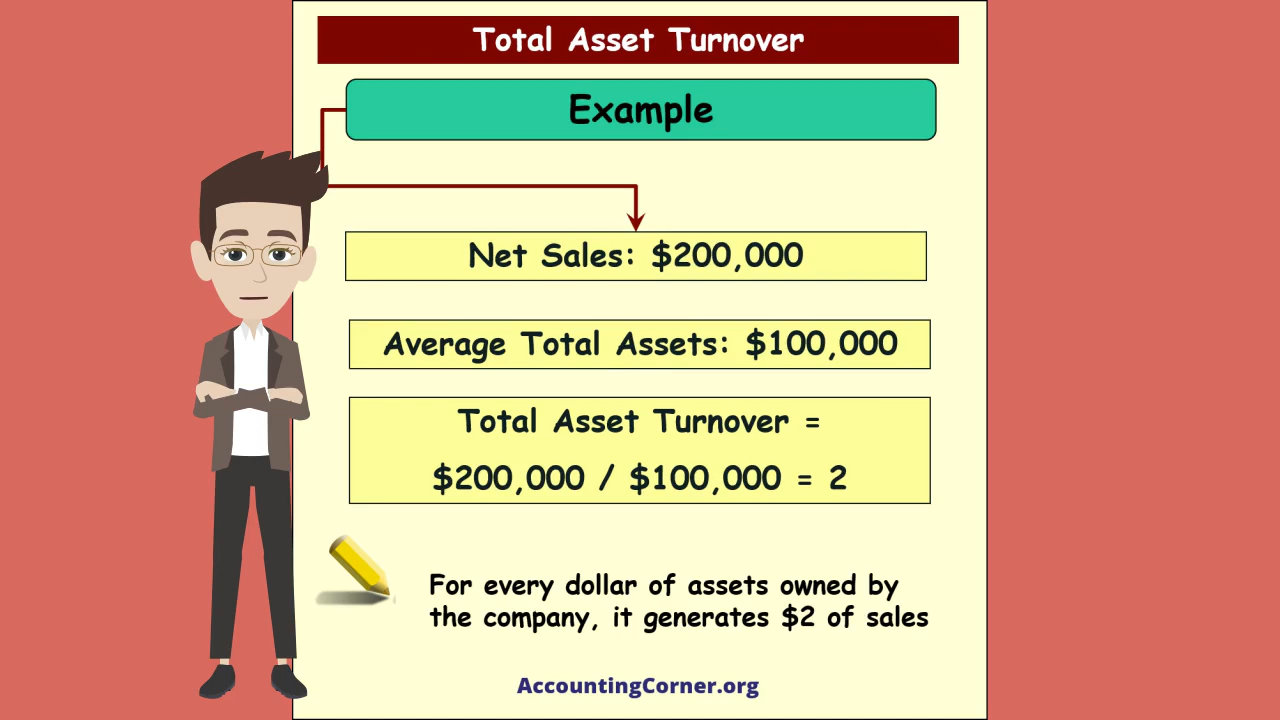 Total Asset Turnover
Example
Net Sales: $200,000
Average Total Assets: $100,000
Total Asset Turnover =
$200,000 / $100,000 = 2
For every dollar of assets owned by
the company, it generates $2 of sales
AccountingCorner.org